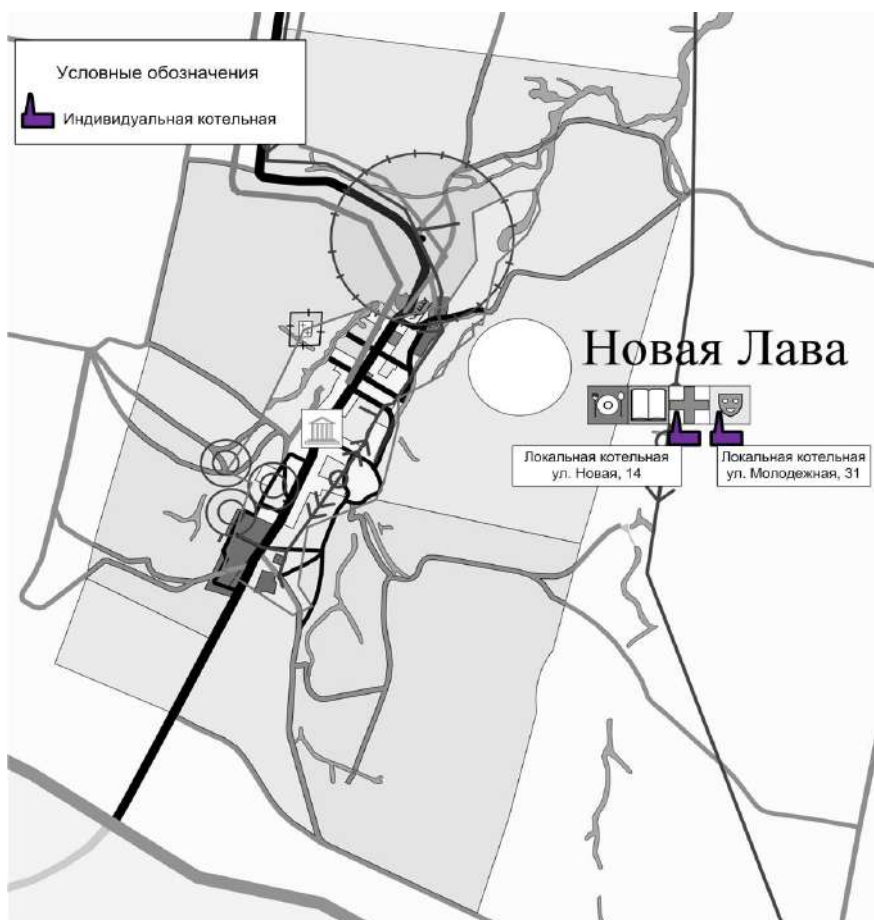 Условные обозначения
Индивидуальная котельная
Новая Лава
Локальная котельная
ул. Новая, 14
Локальная котельная
ул. Молодежная, 31